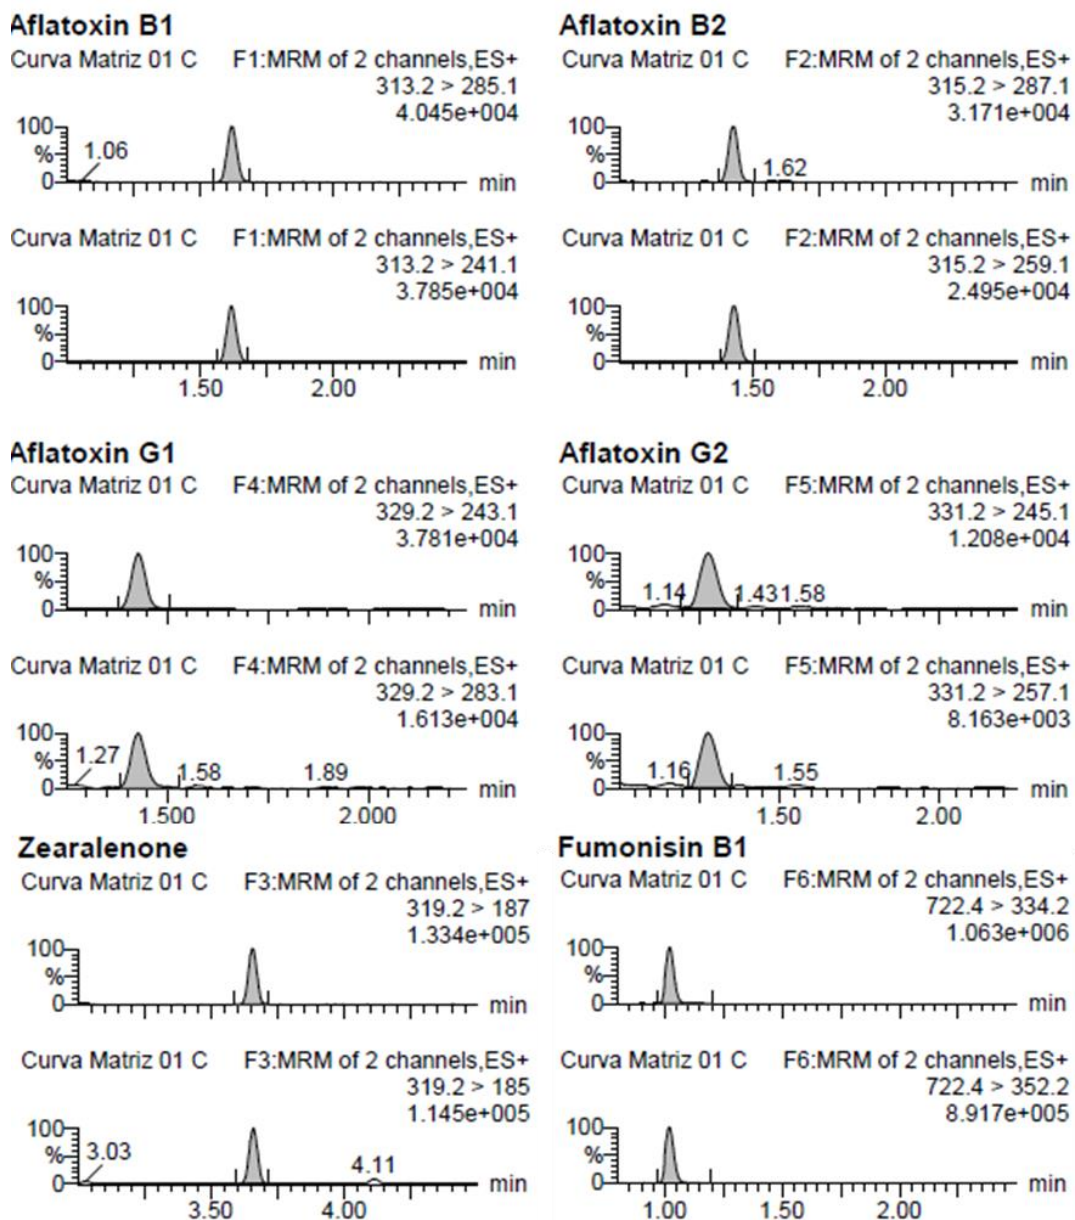 Aflatoxin B1
Curva Matriz 01 C F1:MRM of 2 channels,ES+
313.2 > 285.1
4.045e+004
100
%
0
1.06
min
Curva Matriz 01 C F1:MRM of 2 channels,ES+
313.2 > 241.1
3.785e+004
100
%
0
min
1.50 2.00
Aflatoxin B2
Curva Matriz 01 C F2:MRM of 2 channels,ES+
315.2 > 287.1
3.171e+004
100
%
0
1.62
min
Curva Matriz 01 C F2:MRM of 2 channels,ES+
315.2 > 259.1
2.495e+004
100
%
0
min
1.50 2.00
Aflatoxin G1
Curva Matriz 01 C F4:MRM of 2 channels,ES+
329.2 > 243.1
3.781e+004
100
%
0
min
Curva Matriz 01 C F4:MRM of 2 channels,ES+
329.2 > 283.1
1.613e+004
100
%
0
1.27 1.58 1.89
min
1.500 2.000
Aflatoxin G2
Curva Matriz 01 C F5:MRM of 2 channels,ES+
331.2 > 245.1
1.208e+004
100
%
0
1.14 1.43 1.58
min
Curva Matriz 01 C F5:MRM of 2 channels,ES+
331.2 > 257.1
8.163e+003
100
%
0
1.16 1.55
min
1.50 2.00
Zearalenone
Curva Matriz 01 C F3:MRM of 2 channels,ES+
319.2 > 187
1.334e+005
100
%
0
min
Curva Matriz 01 C F3:MRM of 2 channels,ES+
319.2 > 185
1.145e+005
100
%
0
3.03 4.11
min
3.50 4.00
Fumonisin B1
Curva Matriz 01 C F6:MRM of 2 channels,ES+
722.4 > 334.2
1.063e+006
100
%
0
min
Curva Matriz 01 C F6:MRM of 2 channels,ES+
722.4 > 352.2
8.917e+005
100
%
0
min
1.00 1.50 2.00